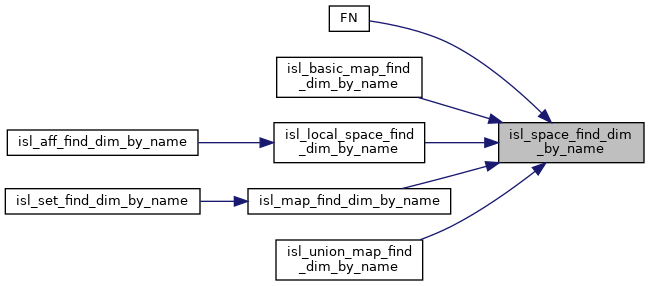 FN
isl_basic_map_find
_dim_by_name
isl_space_find_dim
_by_name
isl_aff_find_dim_by_name
isl_local_space_find
_dim_by_name
isl_set_find_dim_by_name
isl_map_find_dim_by_name
isl_union_map_find
_dim_by_name